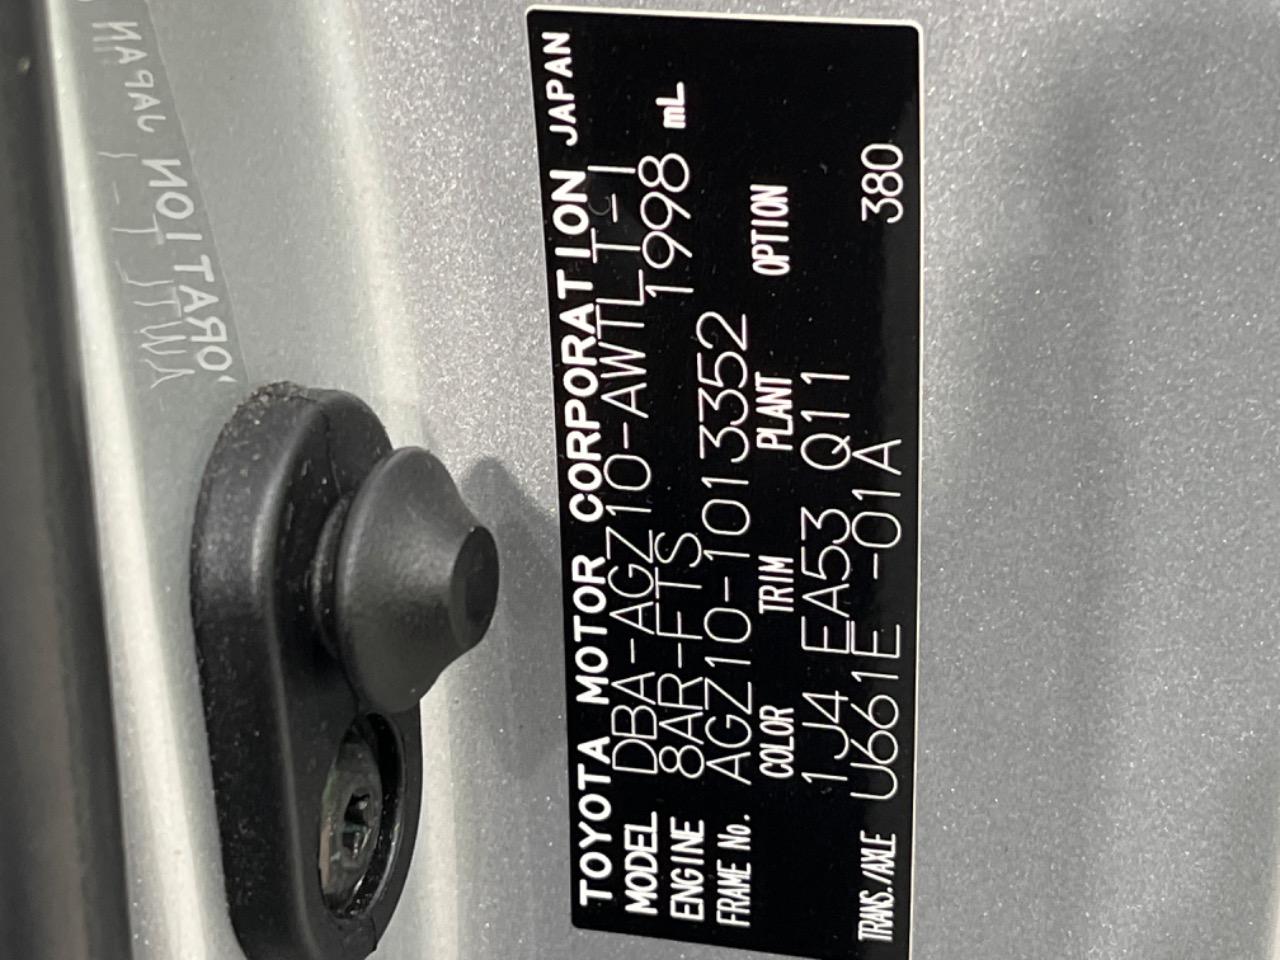 TOYOTA MOTOR CORPORATION JAPAN
MODEL DBA-AGZ10-AWTLT-I
ENGINE 8AR-FTS 1998 mL
FRAME No. AGZ10-1013352
COLOR TRIM PLANT OPTION
1J4 EA53 Q11
TRANS./AXLE U661E -01A 380